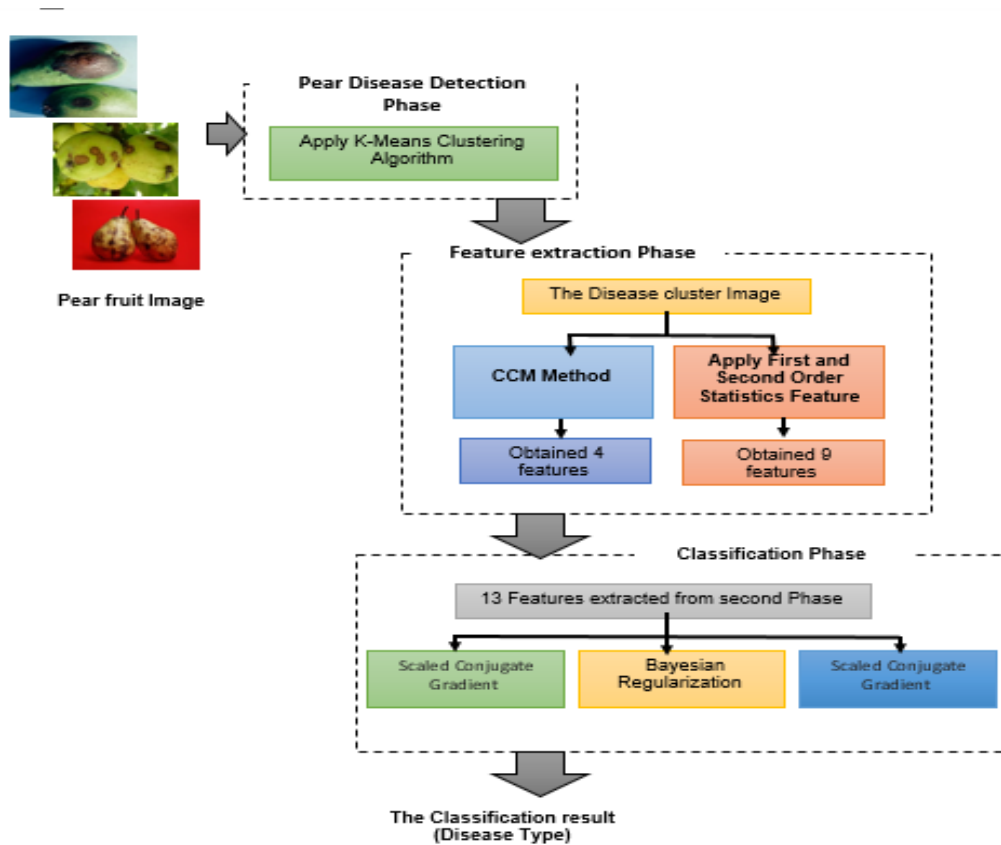 Pear fruit Image
Pear Disease Detection
Phase
Apply K-Means Clustering
Algorithm
Feature extraction Phase
The Disease cluster Image
CCM Method
Apply First and
Second Order
Statistics Feature
Obtained 4
features
Obtained 9
features
Classification Phase
13 Features extracted from second Phase
Scaled Conjugate
Gradient
Bayesian
Regularization
Scaled Conjugate
Gradient
The Classification result
(Disease Type)